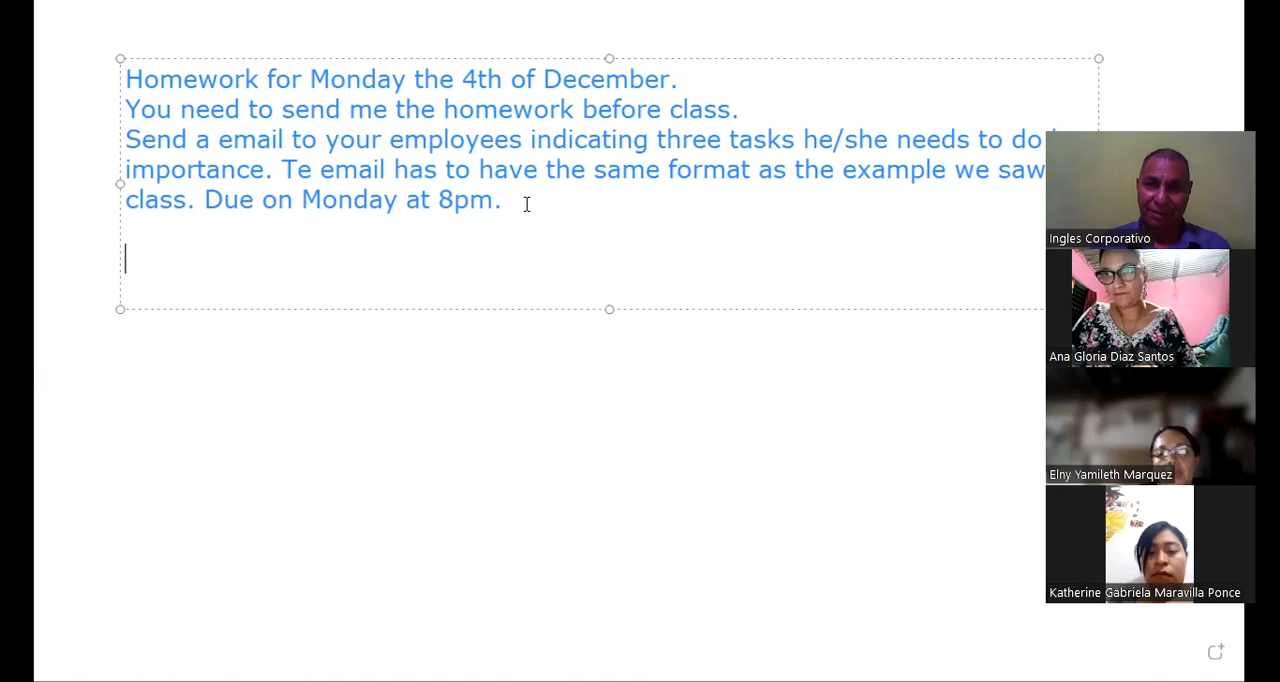 Homework for Monday the 4th of December.
You need to send me the homework before class.
Send a email to your employees indicating three tasks he/she needs to do
importance. Te email has to have the same format as the example we saw
class. Due on Monday at 8pm.
Ingles Corporativo
Ana Gloria Diaz Santos
Elny Yamileth Marquez
Katherine Gabriela Maravilla Ponce